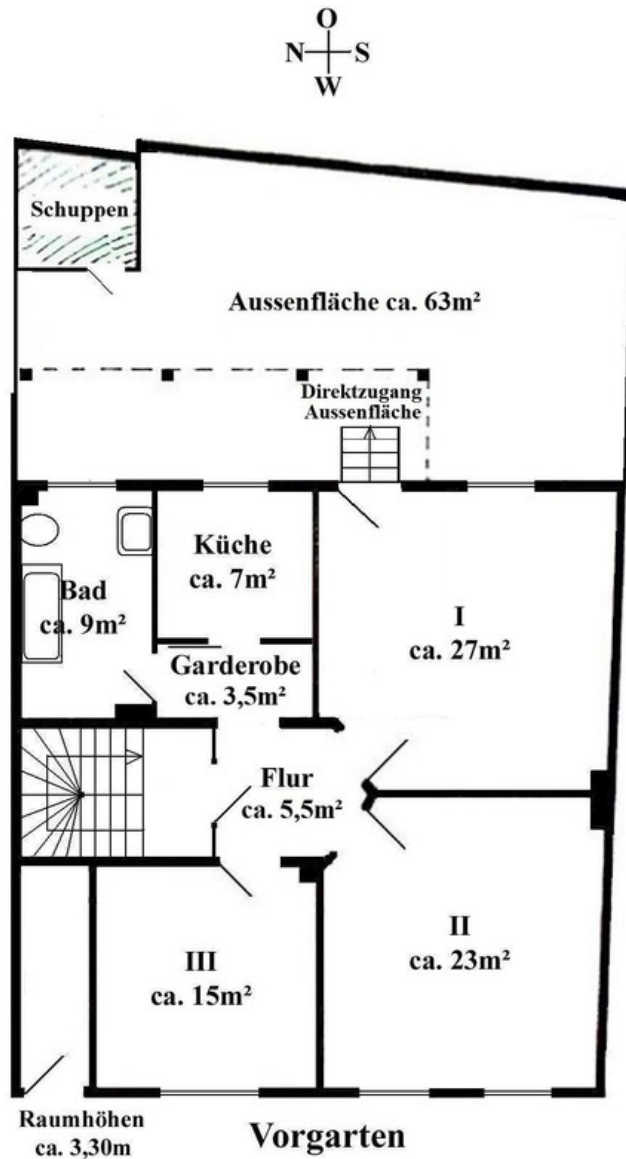 O
N S
W
Schuppen
Aussenfläche ca. 63m²
Direktzugang
Aussenfläche
Küche
ca. 7m²
Bad
ca. 9m²
I
ca. 27m²
Garderobe
ca. 3,5m²
Flur
ca. 5,5m²
II
ca. 23m²
III
ca. 15m²
Raumhöhen
ca. 3,30m
Vorgarten